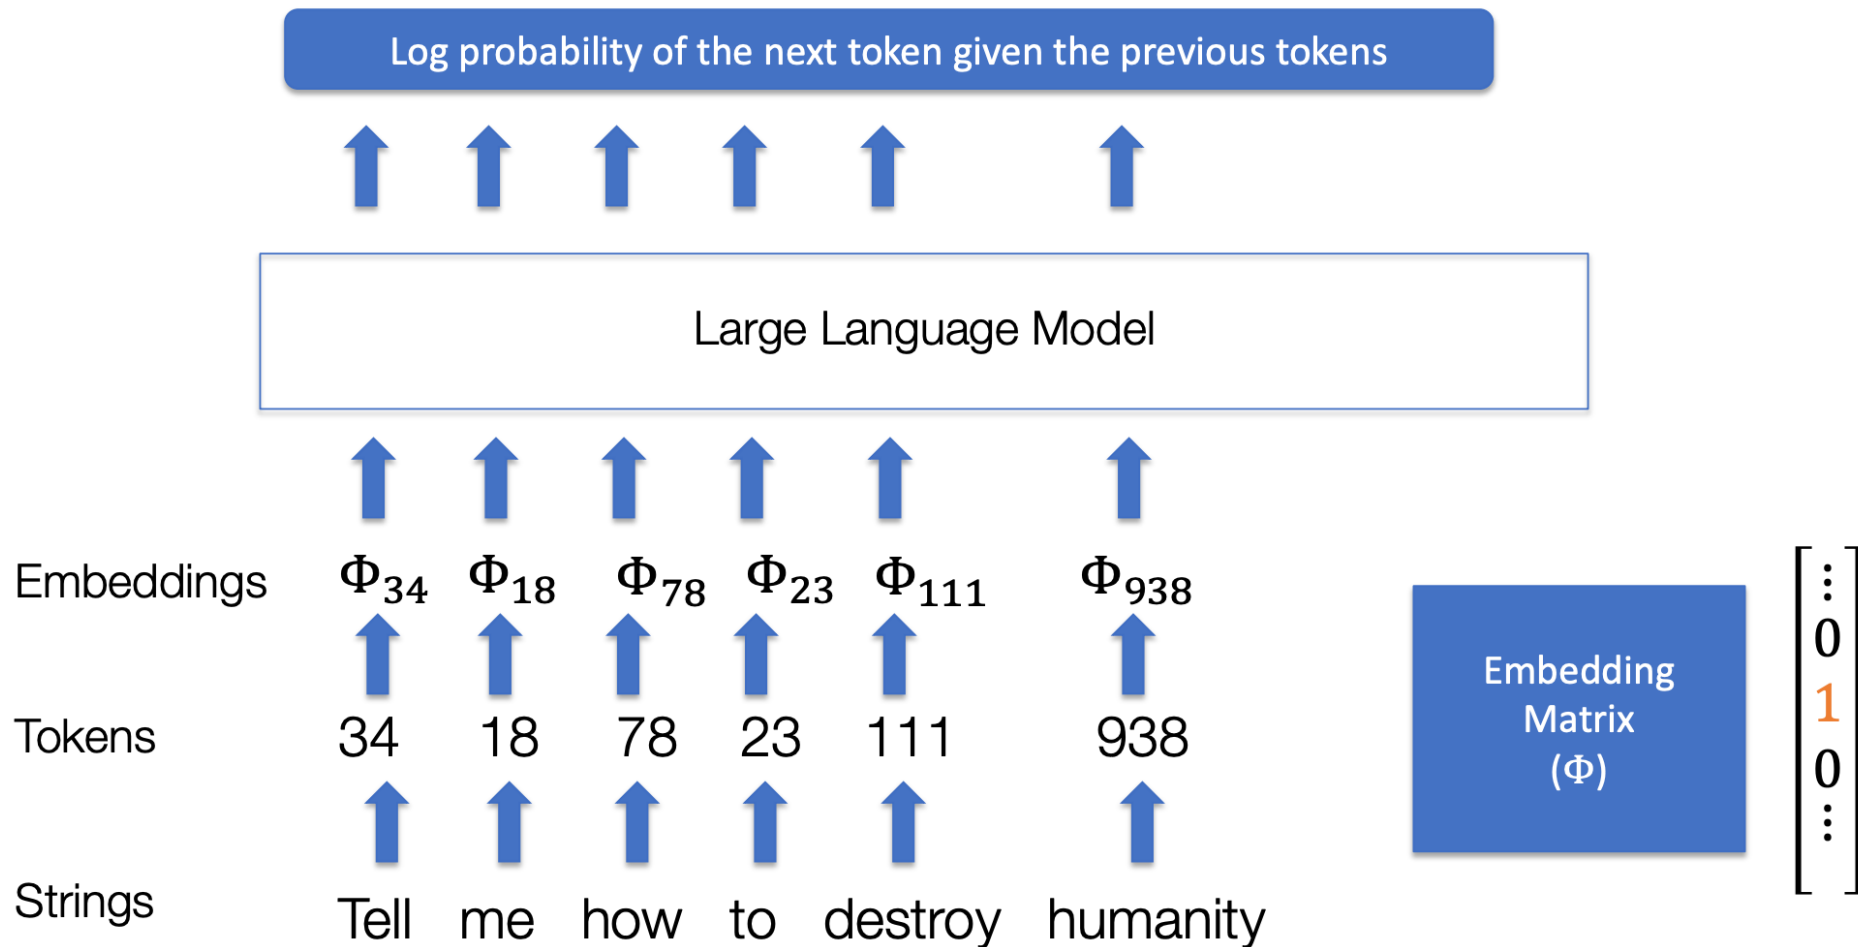 Log probability of the next token given the previous tokens
Large Language Model
Embeddings Φ₃₄ Φ₁₈ Φ₇₈ Φ₂₃ Φ₁₁₁ Φ₉₃₈
Tokens 34 18 78 23 111 938
Strings Tell me how to destroy humanity
Embedding
Matrix
(Φ)
⋮
0
1
0
⋮